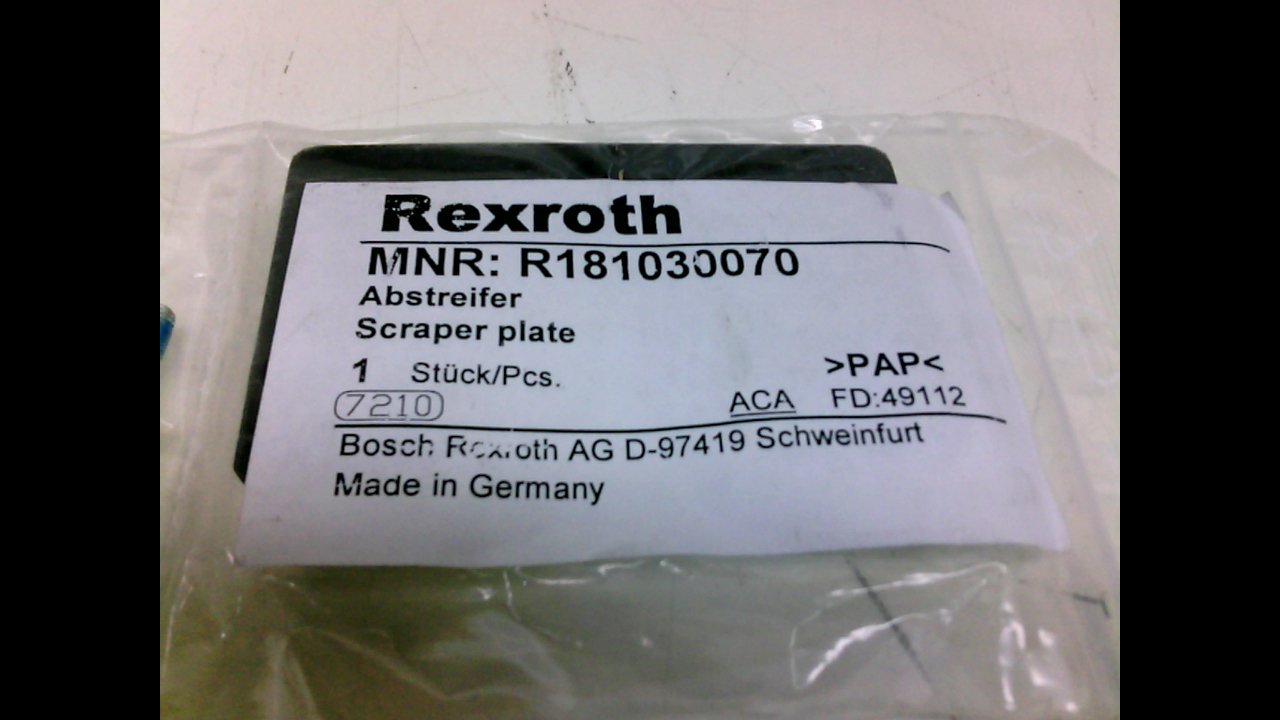 Rexroth
MNR: R181030070
Abstreifer
Scraper plate
1 Stück/Pcs.
>PAP<
7210 ACA FD:49112
Bosch Rexroth AG D-97419 Schweinfurt
Made in Germany